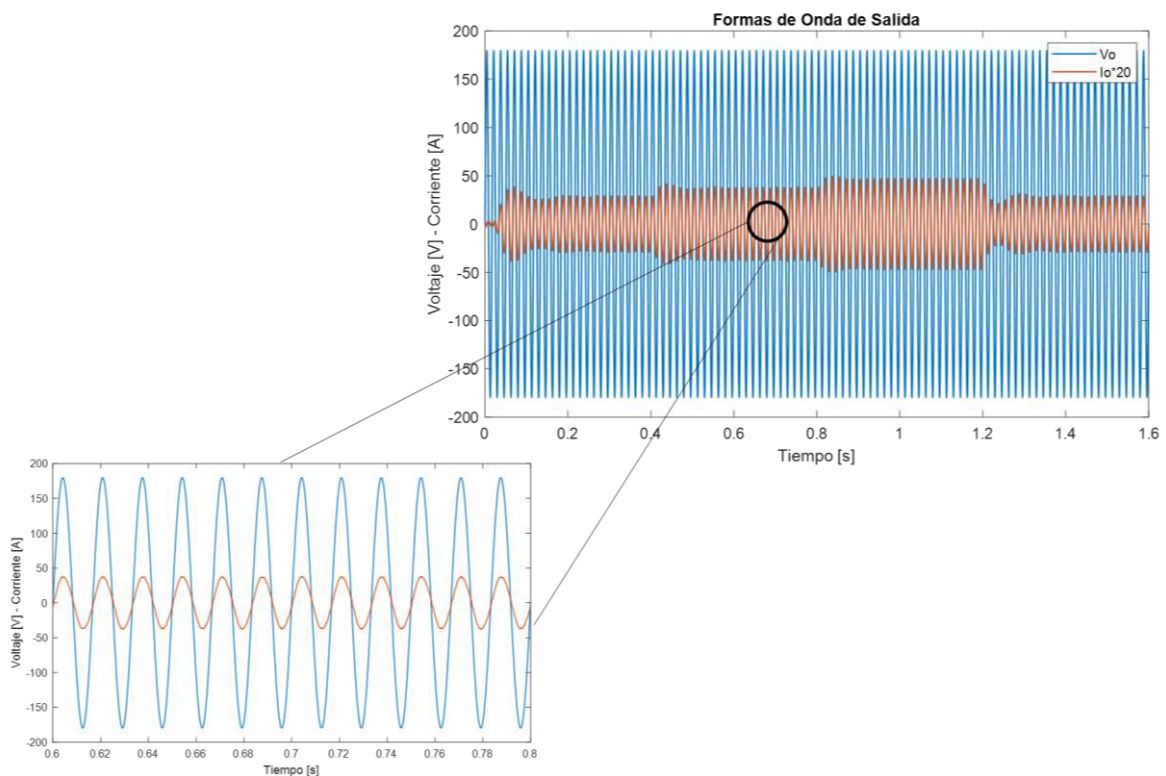 Formas de Onda de Salida
Vo
Io*20
Voltaje [V] - Corriente [A]
200
150
100
50
0
-50
-100
-150
-200
0 0.2 0.4 0.6 0.8 1 1.2 1.4 1.6
Tiempo [s]
Voltaje [V] - Corriente [A]
200
150
100
50
0
-50
-100
-150
-200
0.6 0.62 0.64 0.66 0.68 0.7 0.72 0.74 0.76 0.78 0.8
Tiempo [s]